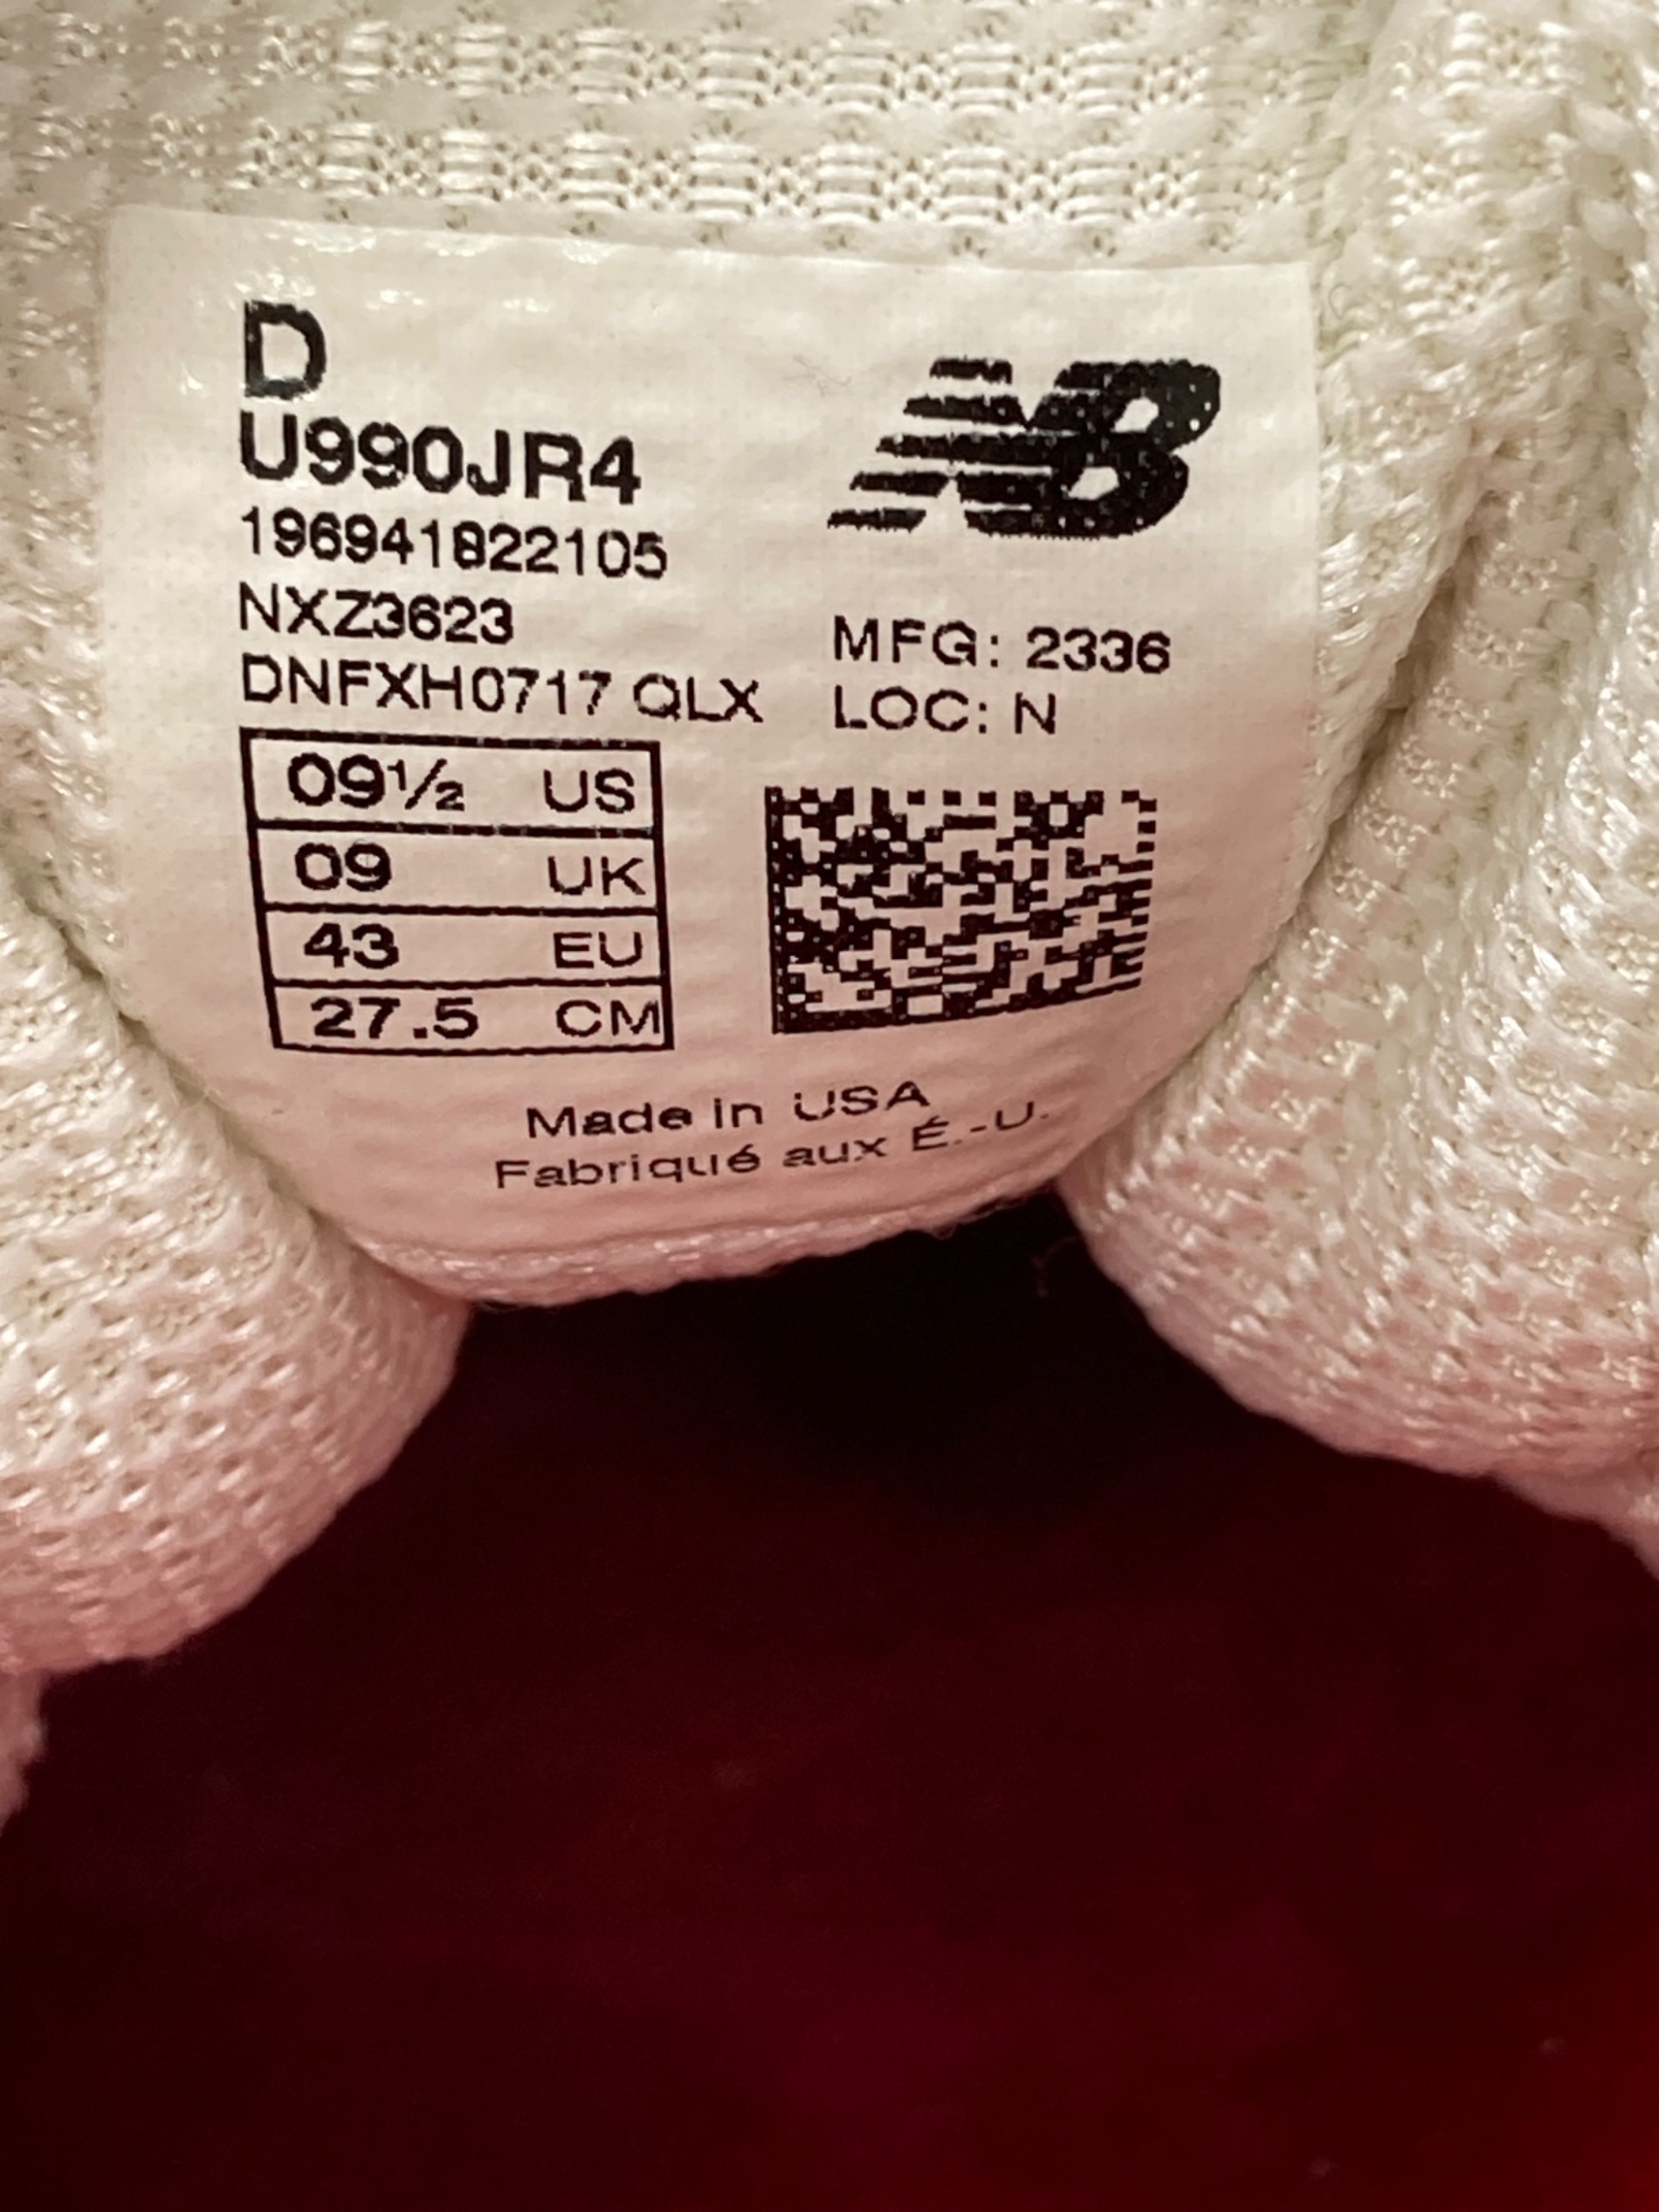 D
U990JR4
196941822105
NXZ3623
DNFXH0717 QLX
NB
MFG: 2336
LOC: N
09½ US
09 UK
43 EU
27.5 CM
Made in USA
Fabriqué aux É.-U.